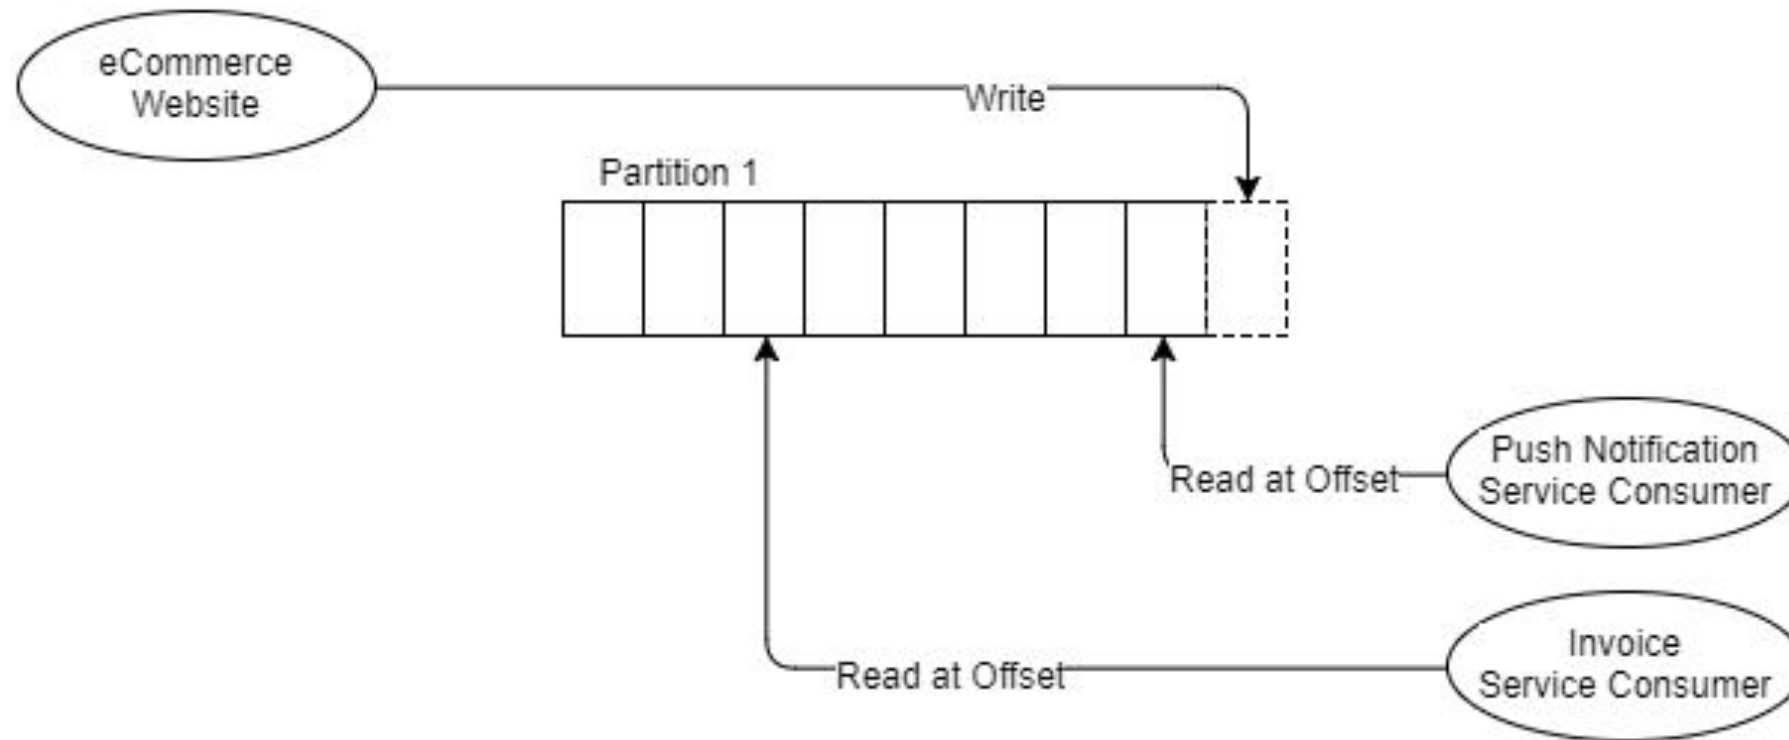 eCommerce
Website
Write
Partition 1
Read at Offset
Push Notification
Service Consumer
Read at Offset
Invoice
Service Consumer